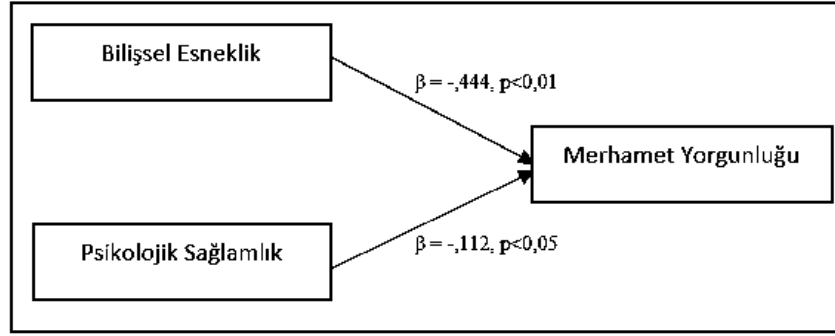 Bilişsel Esneklik
β = -,444, p<0,01
Merhamet Yorgunluğu
Psikolojik Sağlamlık
β = -,112, p<0,05